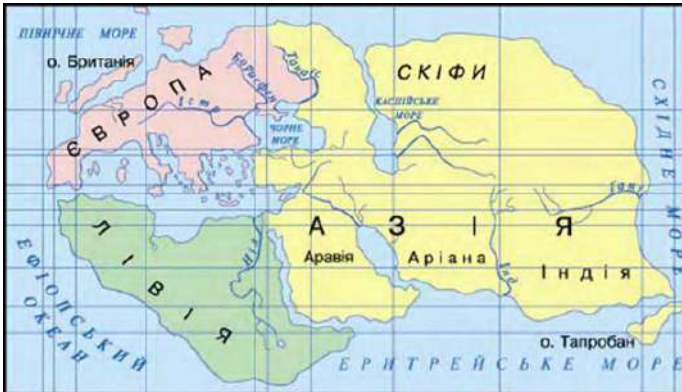 ПІВНІЧНЕ МОРЕ
о. Британія
ЄВРОПА
Борисфен
Танаїс
Істр
СКІФИ
КАСПІЙСЬКЕ
МОРЕ
ЧОРНЕ
МОРЕ
СХІДНЕ МОРЕ
Ганг
АЗІЯ
ЛІВІЯ
Ніл
Аравія
Аріана
Інд
Індія
ЕФІОПСЬКИЙ
ОКЕАН
о. Тапробан
ЕРИТРЕЙСЬКЕ МОРЕ